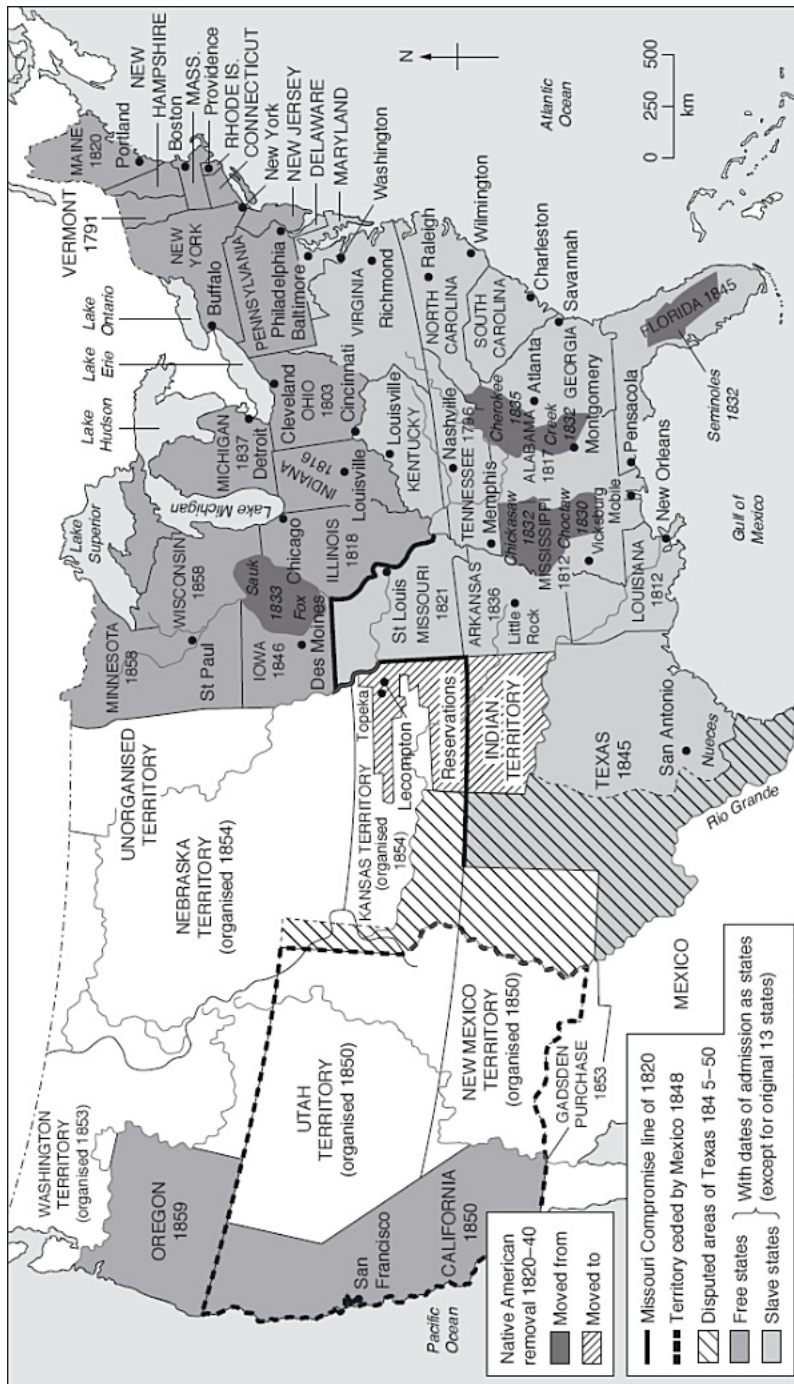 WASHINGTON
TERRITORY
(organised 1853)
OREGON
1859
Pacific
Ocean
San
Francisco
CALIFORNIA
1850
UTAH
TERRITORY
(organised 1850)
NEW MEXICO
TERRITORY
(organised 1850)
GADSDEN
PURCHASE
1853
MEXICO
UNORGANISED
TERRITORY
NEBRASKA
TERRITORY
(organised 1854)
KANSAS TERRITORY
(organised
1854)
Topeka
Lecompton
Reservations
INDIAN
TERRITORY
TEXAS
1845
San Antonio
Nueces
Rio Grande
MINNESOTA
1858
St Paul
WISCONSIN
1858
IOWA
1846
Des Moines
Sauk
1833
Fox
Lake
Superior
Lake Michigan
Lake
Hudson
Lake
Erie
Lake
Ontario
MICHIGAN
1837
Detroit
Chicago
ILLINOIS
1818
INDIANA
1816
Louisville
Cleveland
OHIO
1803
Cincinnati
Louisville
KENTUCKY
St Louis
MISSOURI
1821
ARKANSAS
1836
Little
Rock
LOUISIANA
1812
New Orleans
Nashville
TENNESSEE 1796
Memphis
Chickasaw
1832
MISSISSIPPI
1812
Choctaw
1830
Vicksburg
Mobile
Pensacola
Cherokee
1835
ALABAMA
1817
Creek
1832
Montgomery
Atlanta
GEORGIA
Savannah
Charleston
SOUTH
CAROLINA
NORTH
CAROLINA
Raleigh
Wilmington
VIRGINIA
Richmond
FLORIDA 1845
Seminoles
1832
Gulf of
Mexico
Atlantic
Ocean
VERMONT
1791
MAINE
1820
Portland
NEW
HAMPSHIRE
Boston
MASS.
Providence
RHODE IS.
CONNECTICUT
New York
NEW JERSEY
DELAWARE
MARYLAND
Washington
NEW
YORK
Buffalo
PENNSYLVANIA
Philadelphia
Baltimore
N
0 250 500
km
Native American
removal 1820–40
Moved from
Moved to
Missouri Compromise line of 1820
Territory ceded by Mexico 1848
Disputed areas of Texas 184 5–50
Free states
Slave states
With dates of admission as states
(except for original 13 states)